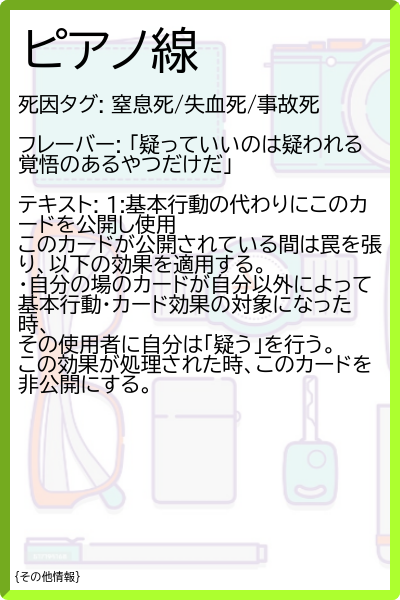 ピアノ線
死因タグ: 窒息死/失血死/事故死
フレーバー: 「疑っていいのは疑われる
覚悟のあるやつだけだ」
テキスト: 1:基本行動の代わりにこのカ
ードを公開し使用
このカードが公開されている間は罠を張
り、以下の効果を適用する。
・自分の場のカードが自分以外によって
基本行動・カード効果の対象になった
時、
その使用者に自分は「疑う」を行う。
この効果が処理された時、このカードを
非公開にする。
{その他情報}